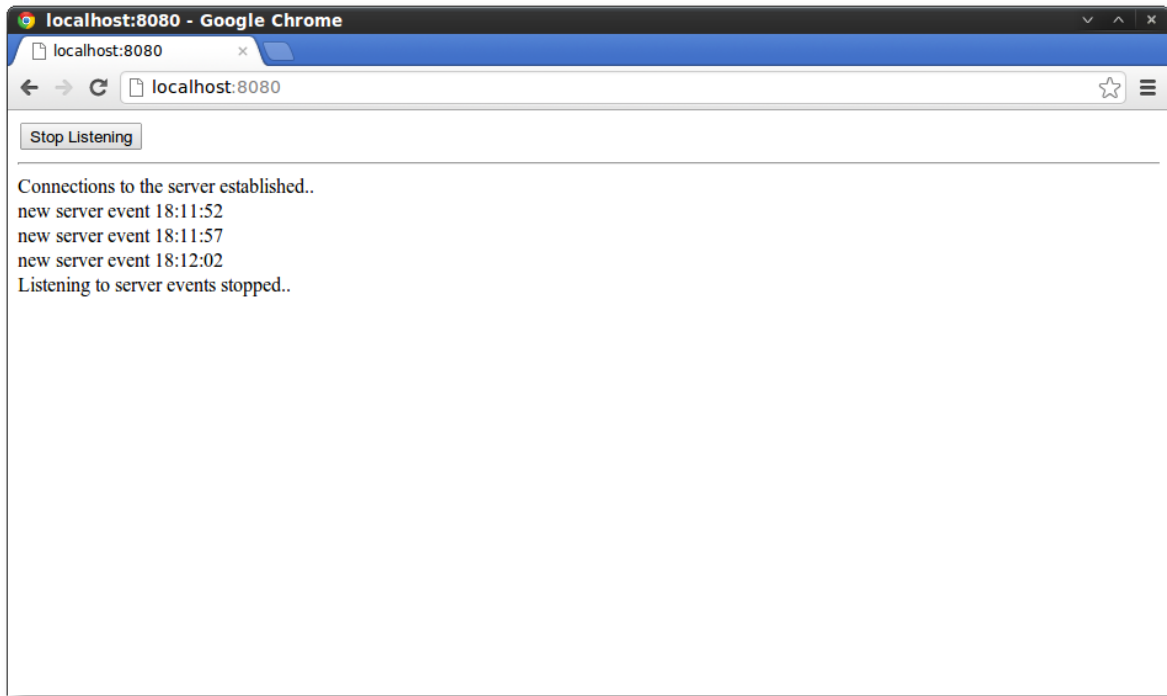 localhost:8080 - Google Chrome
localhost:8080
localhost:8080
Stop Listening
Connections to the server established..
new server event 18:11:52
new server event 18:11:57
new server event 18:12:02
Listening to server events stopped..